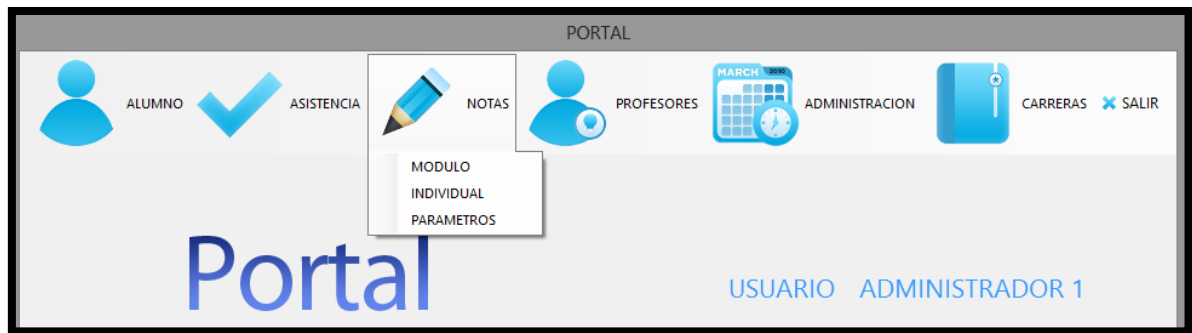 PORTAL
ALUMNO ASISTENCIA NOTAS PROFESORES MARCH 2010 ADMINISTRACION CARRERAS SALIR
MODULO
INDIVIDUAL
PARAMETROS
Portal
USUARIO ADMINISTRADOR 1